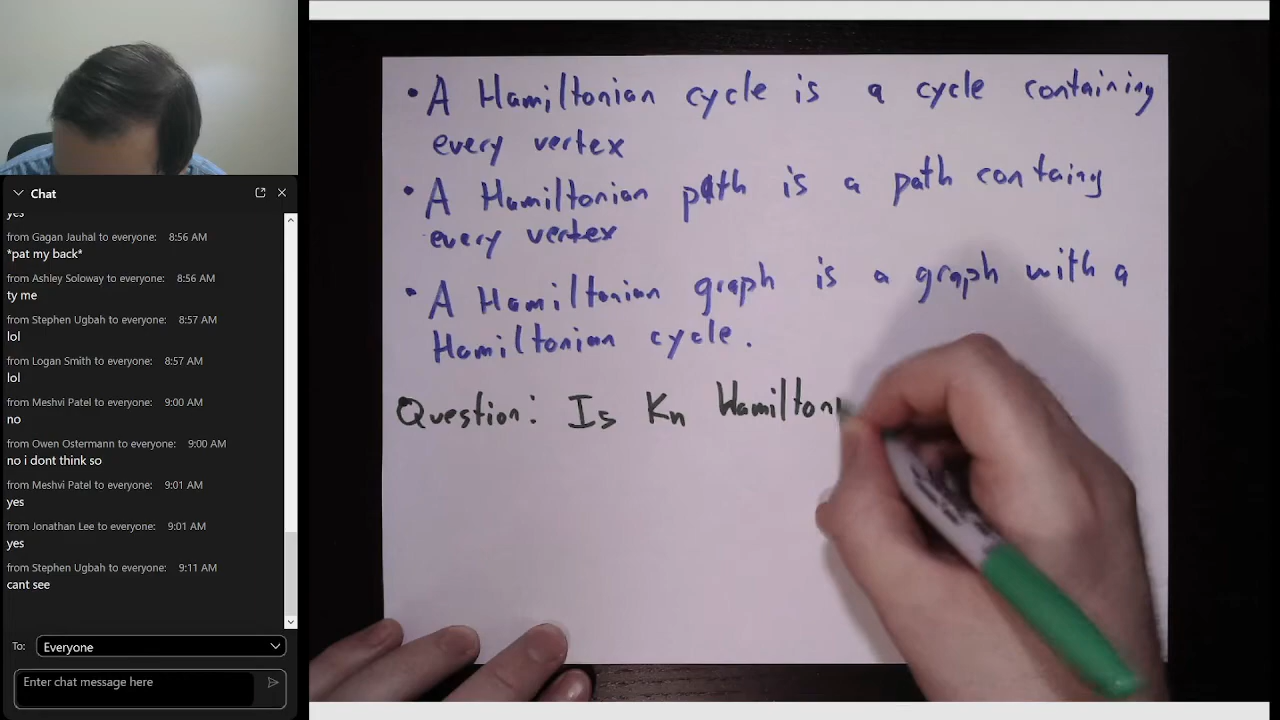 Chat
yes
from Gagan Jauhal to everyone: 8:56 AM
*pat my back*
from Ashley Soloway to everyone: 8:56 AM
ty me
from Stephen Ugbah to everyone: 8:57 AM
lol
from Logan Smith to everyone: 8:57 AM
lol
from Meshvi Patel to everyone: 9:00 AM
no
from Owen Ostermann to everyone: 9:00 AM
no i dont think so
from Meshvi Patel to everyone: 9:01 AM
yes
from Jonathan Lee to everyone: 9:01 AM
yes
from Stephen Ugbah to everyone: 9:11 AM
cant see
To: Everyone
Enter chat message here
• A Hamiltonian cycle is a cycle containing
every vertex
• A Hamiltonian path is a path containg
every vertex
• A Hamiltonian graph is a graph with a
Hamiltonian cycle.
Question: Is Kn Hamilton